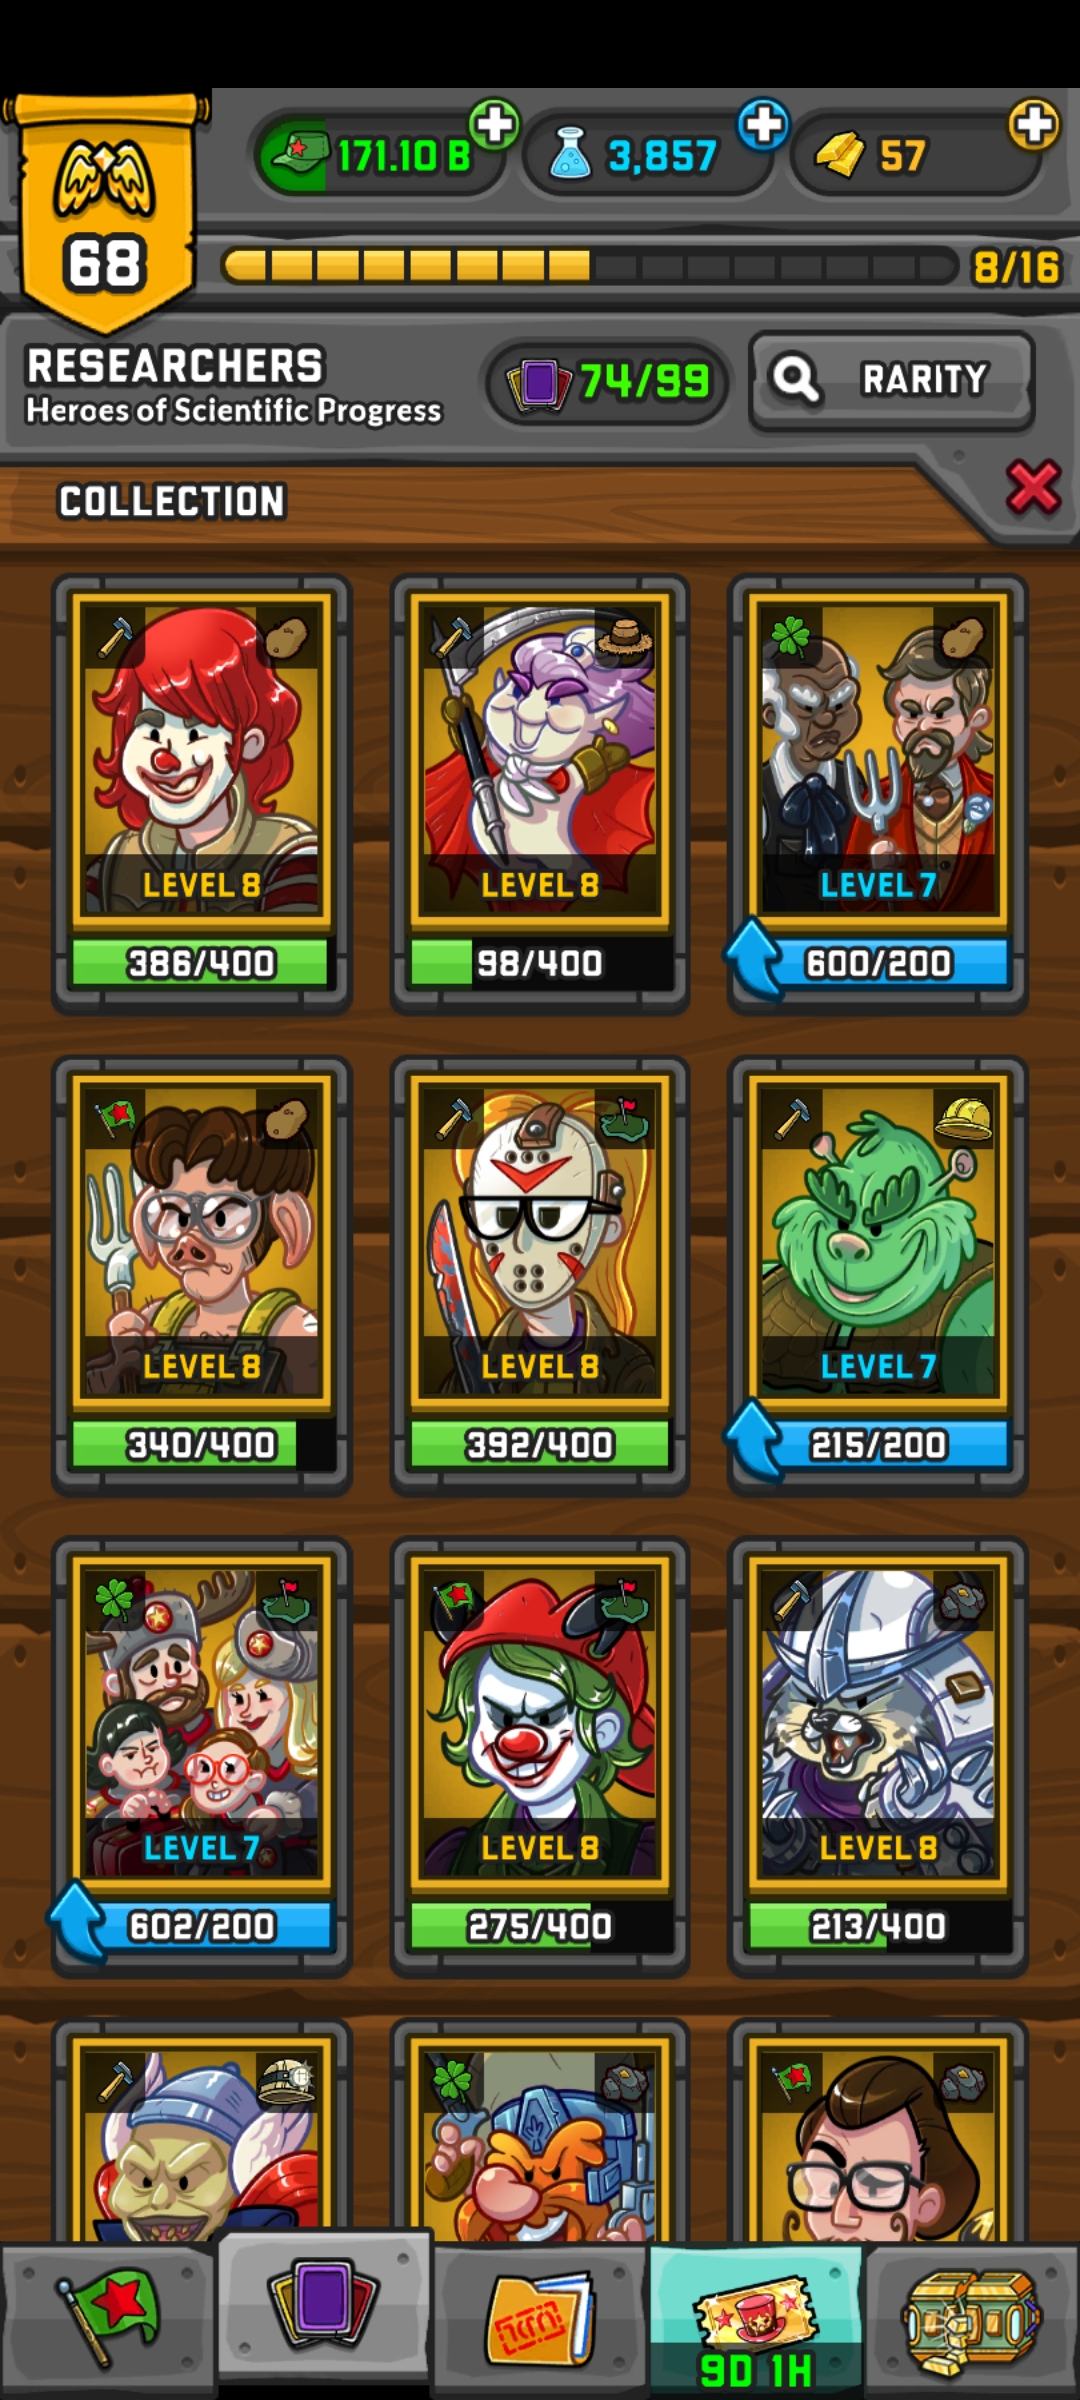 171.10 B
3,857
57
68
8/16
RESEARCHERS
Heroes of Scientific Progress
74/99
RARITY
COLLECTION
LEVEL 8
LEVEL 8
LEVEL 7
386/400
98/400
600/200
LEVEL 8
LEVEL 8
LEVEL 7
340/400
392/400
215/200
LEVEL 7
LEVEL 8
LEVEL 8
602/200
275/400
213/400
9D 1H